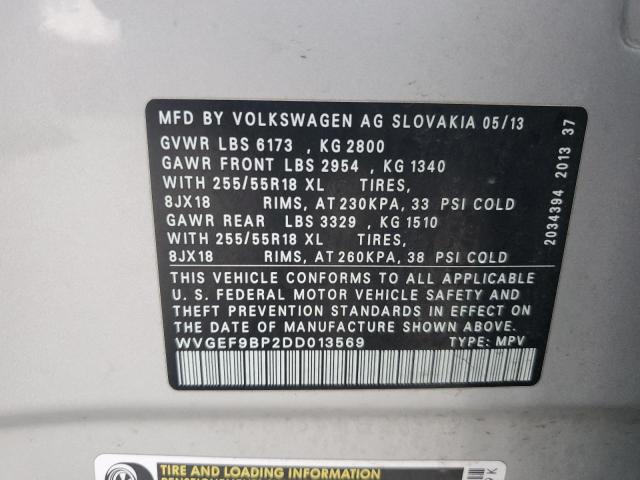 MFD BY VOLKSWAGEN AG SLOVAKIA 05/13
GVWR LBS 6173 , KG 2800
GAWR FRONT LBS 2954 , KG 1340
WITH 255/55R18 XL TIRES,
8JX18 RIMS, AT 230KPA, 33 PSI COLD
GAWR REAR LBS 3329 , KG 1510
WITH 255/55R18 XL TIRES,
8JX18 RIMS, AT 260KPA, 38 PSI COLD
THIS VEHICLE CONFORMS TO ALL APPLICABLE
U. S. FEDERAL MOTOR VEHICLE SAFETY AND
THEFT PREVENTION STANDARDS IN EFFECT ON
THE DATE OF MANUFACTURE SHOWN ABOVE.
WVGEF9BP2DD013569 TYPE: MPV
2034394 2013 37
TIRE AND LOADING INFORMATION